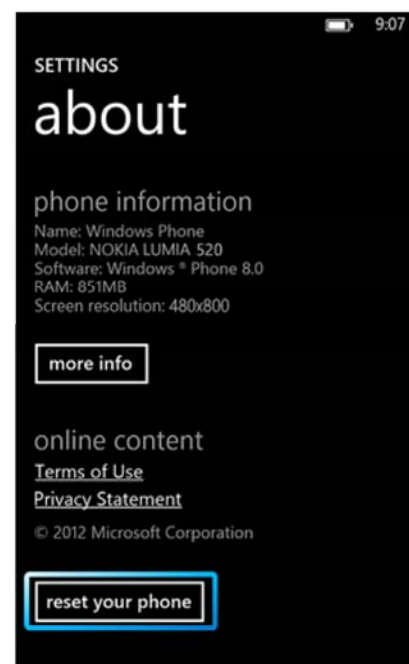 9:07
SETTINGS
about
phone information
Name: Windows Phone
Model: NOKIA LUMIA 520
Software: Windows ® Phone 8.0
RAM: 851MB
Screen resolution: 480x800
more info
online content
Terms of Use
Privacy Statement
© 2012 Microsoft Corporation
reset your phone